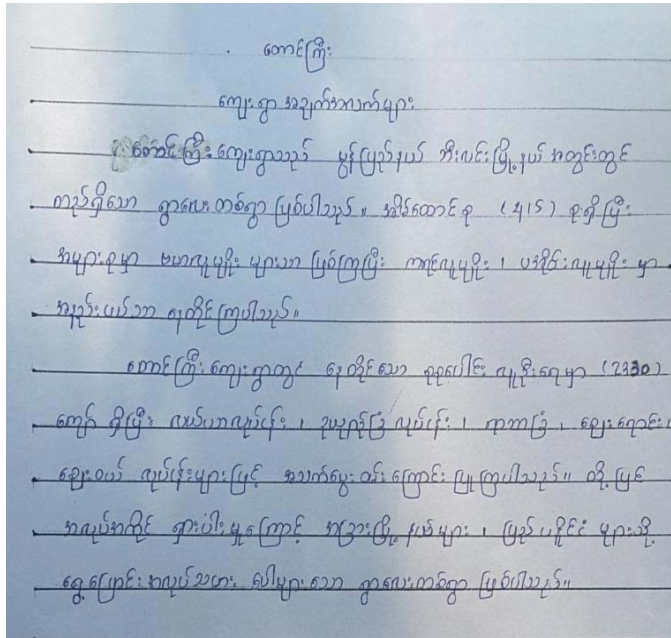 တောင်ကြီး
ကျေးရွာ အချက်အလက်များ
တောင်ကြီးကျေးရွာသည် မွန်ပြည်နယ် ဘီးလင်းမြို့နယ် အတွင်းတွင်
တည်ရှိသော ရွာလေးတစ်ရွာ ဖြစ်ပါသည်။ အိမ်ထောင်စု (415) စုရှိပြီး
အများစုမှာ ဗမာလူမျိုး များသာ ဖြစ်ကြပြီး ကရင်လူမျိုး ၊ ပအိုဝ်းလူမျိုး မှာ
အနည်းငယ်သာ နေထိုင်ကြပါသည်။
တောင်ကြီးကျေးရွာတွင် နေထိုင်သော စုစုပေါင်း လူဦးရေမှာ (2330)
ကျော် ရှိပြီး လယ်ယာလုပ်ငန်း ၊ ဥယျာဉ်ခြံ လုပ်ငန်း ၊ ရာဘာခြံ ၊ ဈေးရောင်း၊
ဈေးဝယ် လုပ်ငန်းများဖြင့် အသက်မွေး ဝမ်းကြောင်း ပြုကြပါသည်။ ထို့ပြင်
အလုပ်အကိုင် ရှားပါးမှုကြောင့် အခြားမြို့နယ်များ ၊ ပြည်ပနိုင်ငံ များသို့
ရွှေ့ပြောင်းအလုပ်သမား ပေါများသော ရွာလေးတစ်ရွာ ဖြစ်ပါသည်။